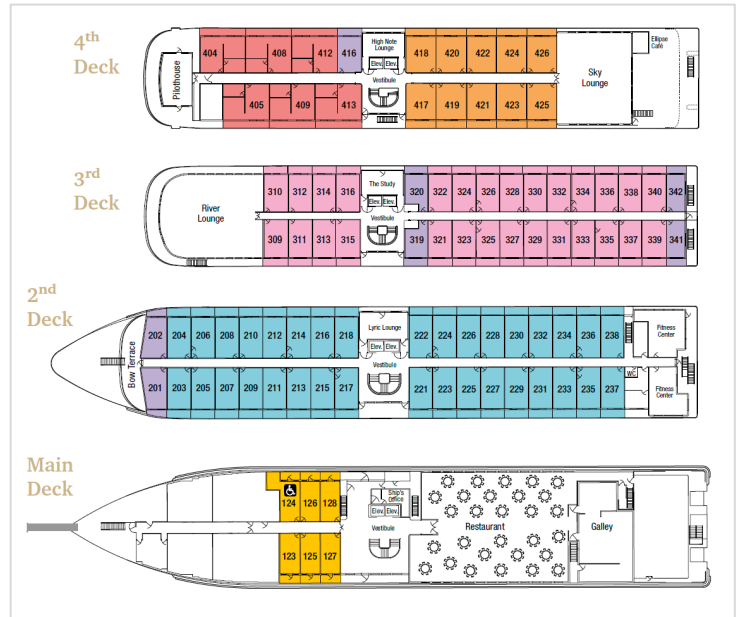 4th
Deck
Pilothouse
404 408 412 416
High Note
Lounge
Elev. Elev.
Vestibule
418 420 422 424 426
Sky
Lounge
Ellipse
Café
405 409 413
417 419 421 423 425
3rd
Deck
River
Lounge
310 312 314 316
The Study
Elev. Elev.
Vestibule
320 322 324 326 328 330 332 334 336 338 340 342
309 311 313 315
319 321 323 325 327 329 331 333 335 337 339 341
2nd
Deck
Bow Terrace
202 204 206 208 210 212 214 216 218
Lyric Lounge
Elev. Elev.
Vestibule
222 224 226 228 230 232 234 236 238
Fitness
Center
201 203 205 207 209 211 213 215 217
221 223 225 227 229 231 233 235 237
WC
Fitness
Center
Main
Deck
124 126 128
Ship's
Office
Elev. Elev.
Vestibule
Restaurant
Galley
123 125 127